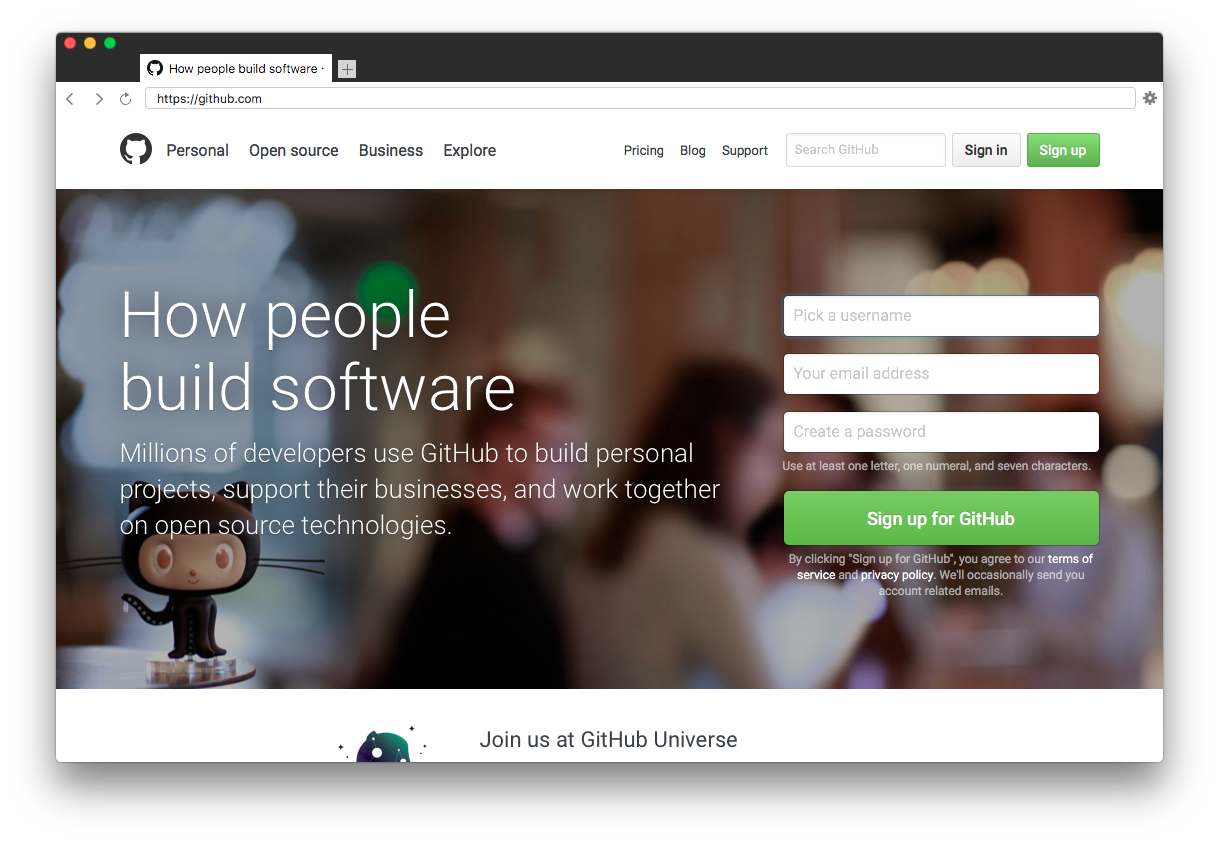 How people build software ·
https://github.com
Personal Open source Business Explore Pricing Blog Support Search GitHub Sign in Sign up
How people
build software
Millions of developers use GitHub to build personal
projects, support their businesses, and work together
on open source technologies.
Pick a username
Your email address
Create a password
Use at least one letter, one numeral, and seven characters.
Sign up for GitHub
By clicking "Sign up for GitHub", you agree to our terms of
service and privacy policy. We'll occasionally send you
account related emails.
Join us at GitHub Universe